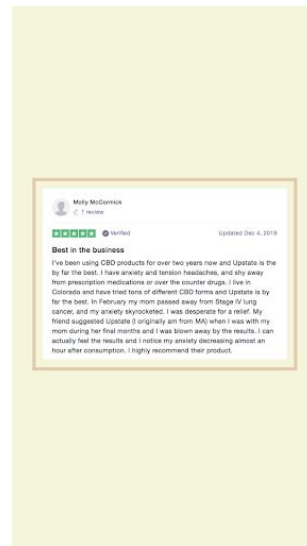 Molly McCormick
1 review
Verified
Updated Dec 4, 2019
Best in the business
I've been using CBD products for over two years now and Upstate is the
by far the best. I have anxiety and tension headaches, and shy away
from prescription medications or over the counter drugs. I live in
Colorado and have tried tons of different CBD forms and Upstate is by
far the best. In February my mom passed away from Stage IV lung
cancer, and my anxiety skyrocketed. I was desperate for a relief. My
friend suggested Upstate (I originally am from MA) when I was with my
mom during her final months and I was blown away by the results. I can
actually feel the results and I notice my anxiety decreasing almost an
hour after consumption. I highly recommend their product.